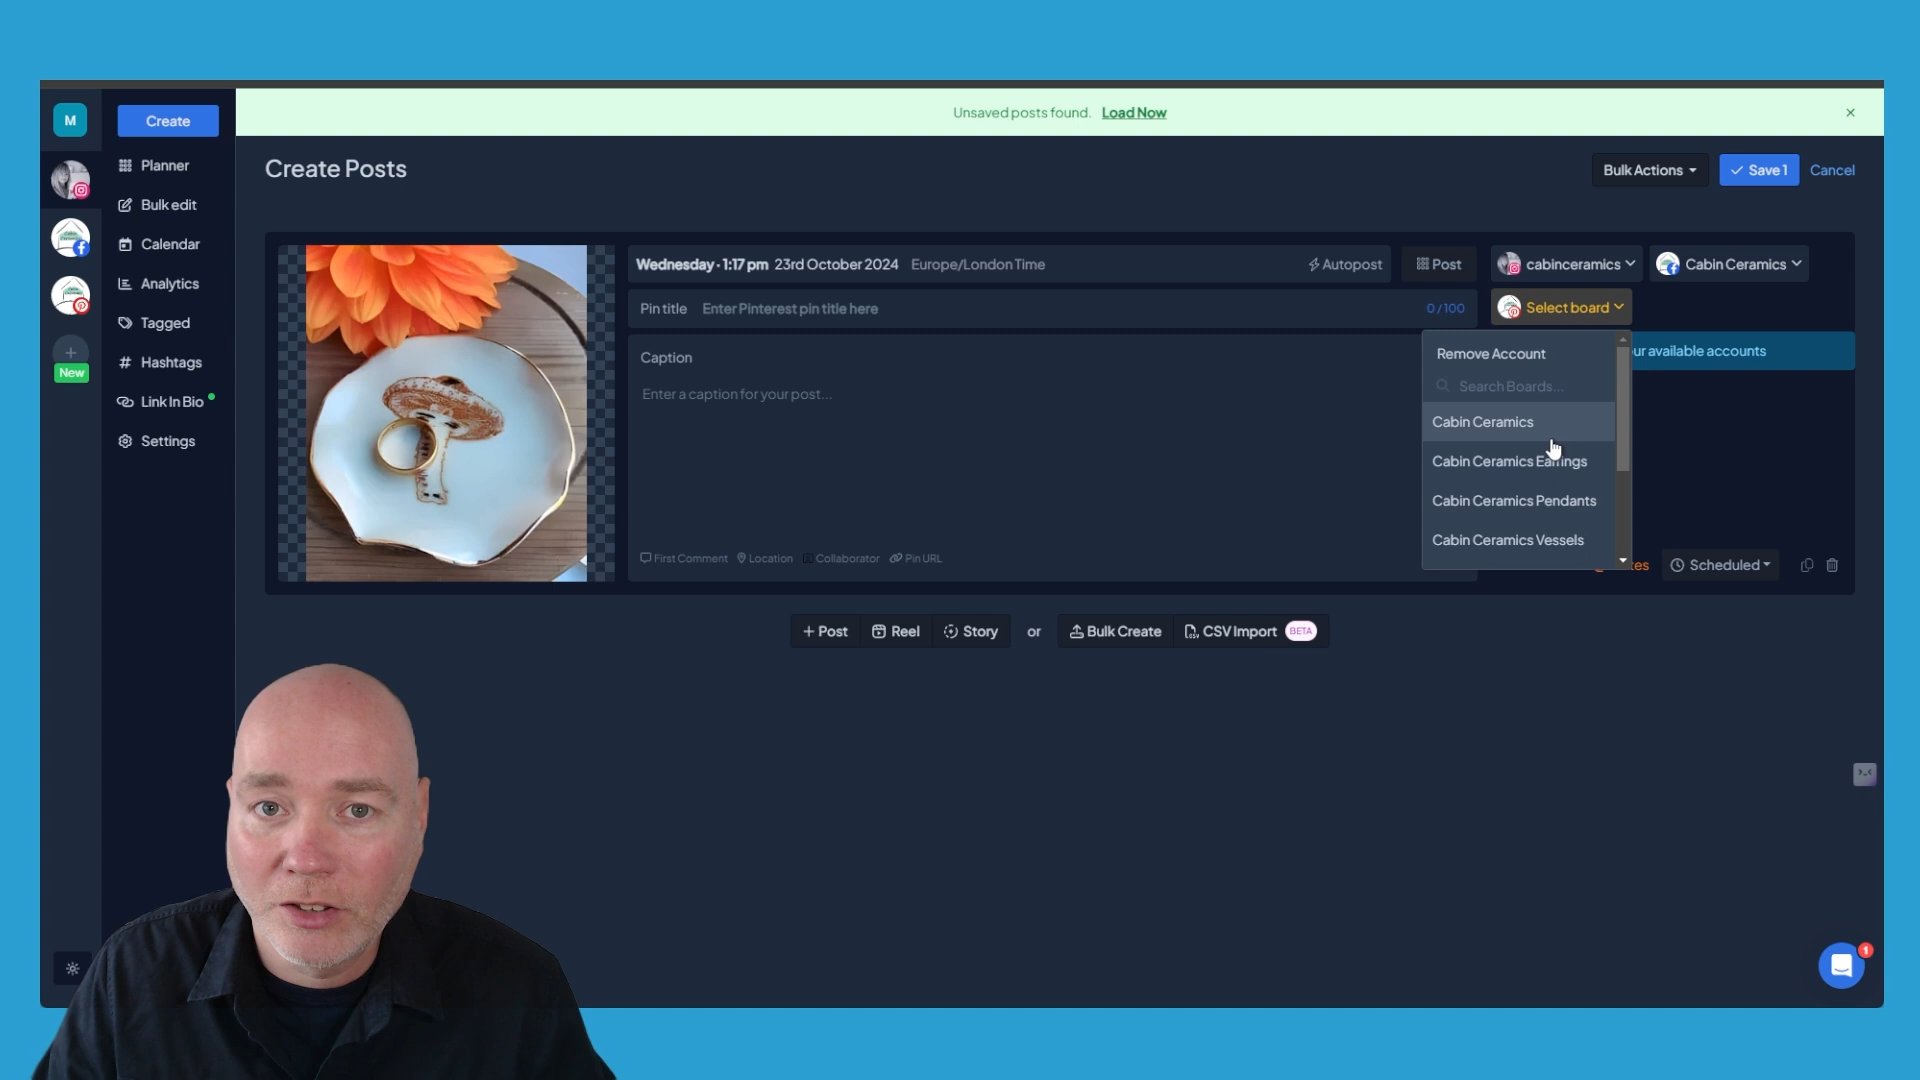 Unsaved posts found. Load Now
M
Create
Planner
Bulk edit
Calendar
Analytics
Tagged
Hashtags
Link In Bio
Settings
New
Create Posts
Bulk Actions
Save 1
Cancel
Wednesday · 1:17 pm 23rd October 2024 Europe/London Time
Autopost
Post
cabinceramics
Cabin Ceramics
Pin title Enter Pinterest pin title here
0 / 100
Select board
Caption
Enter a caption for your post...
First Comment Location Collaborator Pin URL
Remove Account
Search Boards...
Cabin Ceramics
Cabin Ceramics Earrings
Cabin Ceramics Pendants
Cabin Ceramics Vessels
available accounts
Scheduled
+ Post
Reel
Story
or
Bulk Create
CSV Import BETA
1